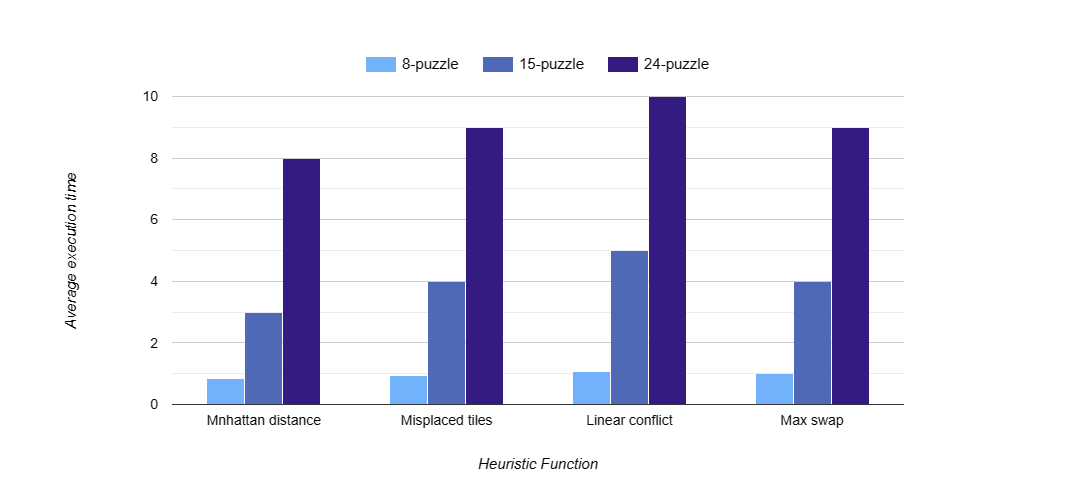 8-puzzle 15-puzzle 24-puzzle
10
8
6
4
2
0
Average execution time
Mnhattan distance Misplaced tiles Linear conflict Max swap
Heuristic Function